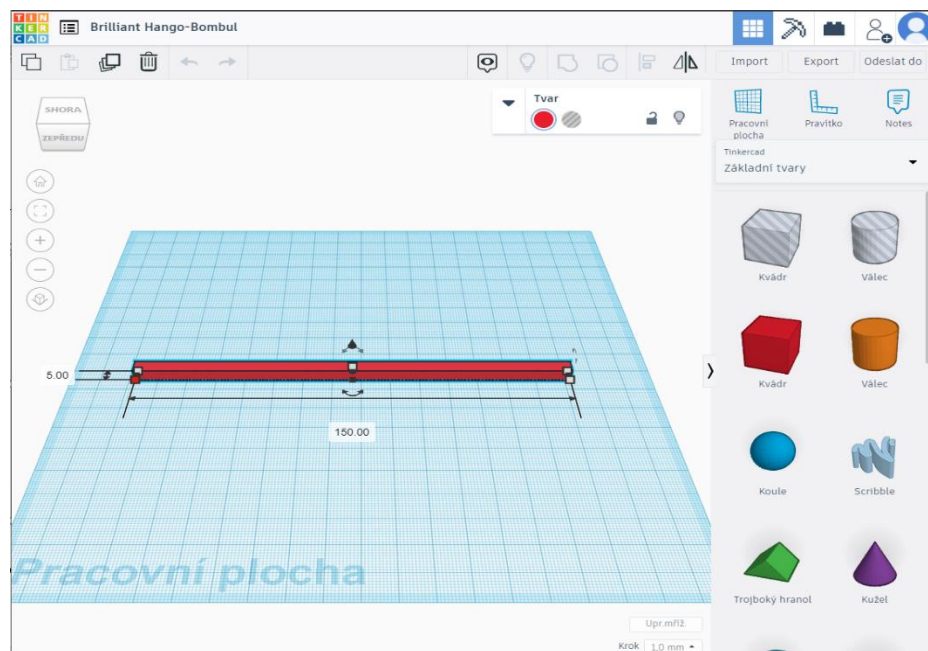 TIN
KER
CAD
Brilliant Hango-Bombul
Import
Export
Odeslat do
SHORA
ZEPŘEDU
Tvar
Pracovní
plocha
Pravítko
Notes
Tinkercad
Základní tvary
Kvádr
Válec
Kvádr
Válec
5.00
150.00
Koule
Scribble
Trojboký hranol
Kužel
Pracovní plocha
Upr.mříž.
Krok 1,0 mm